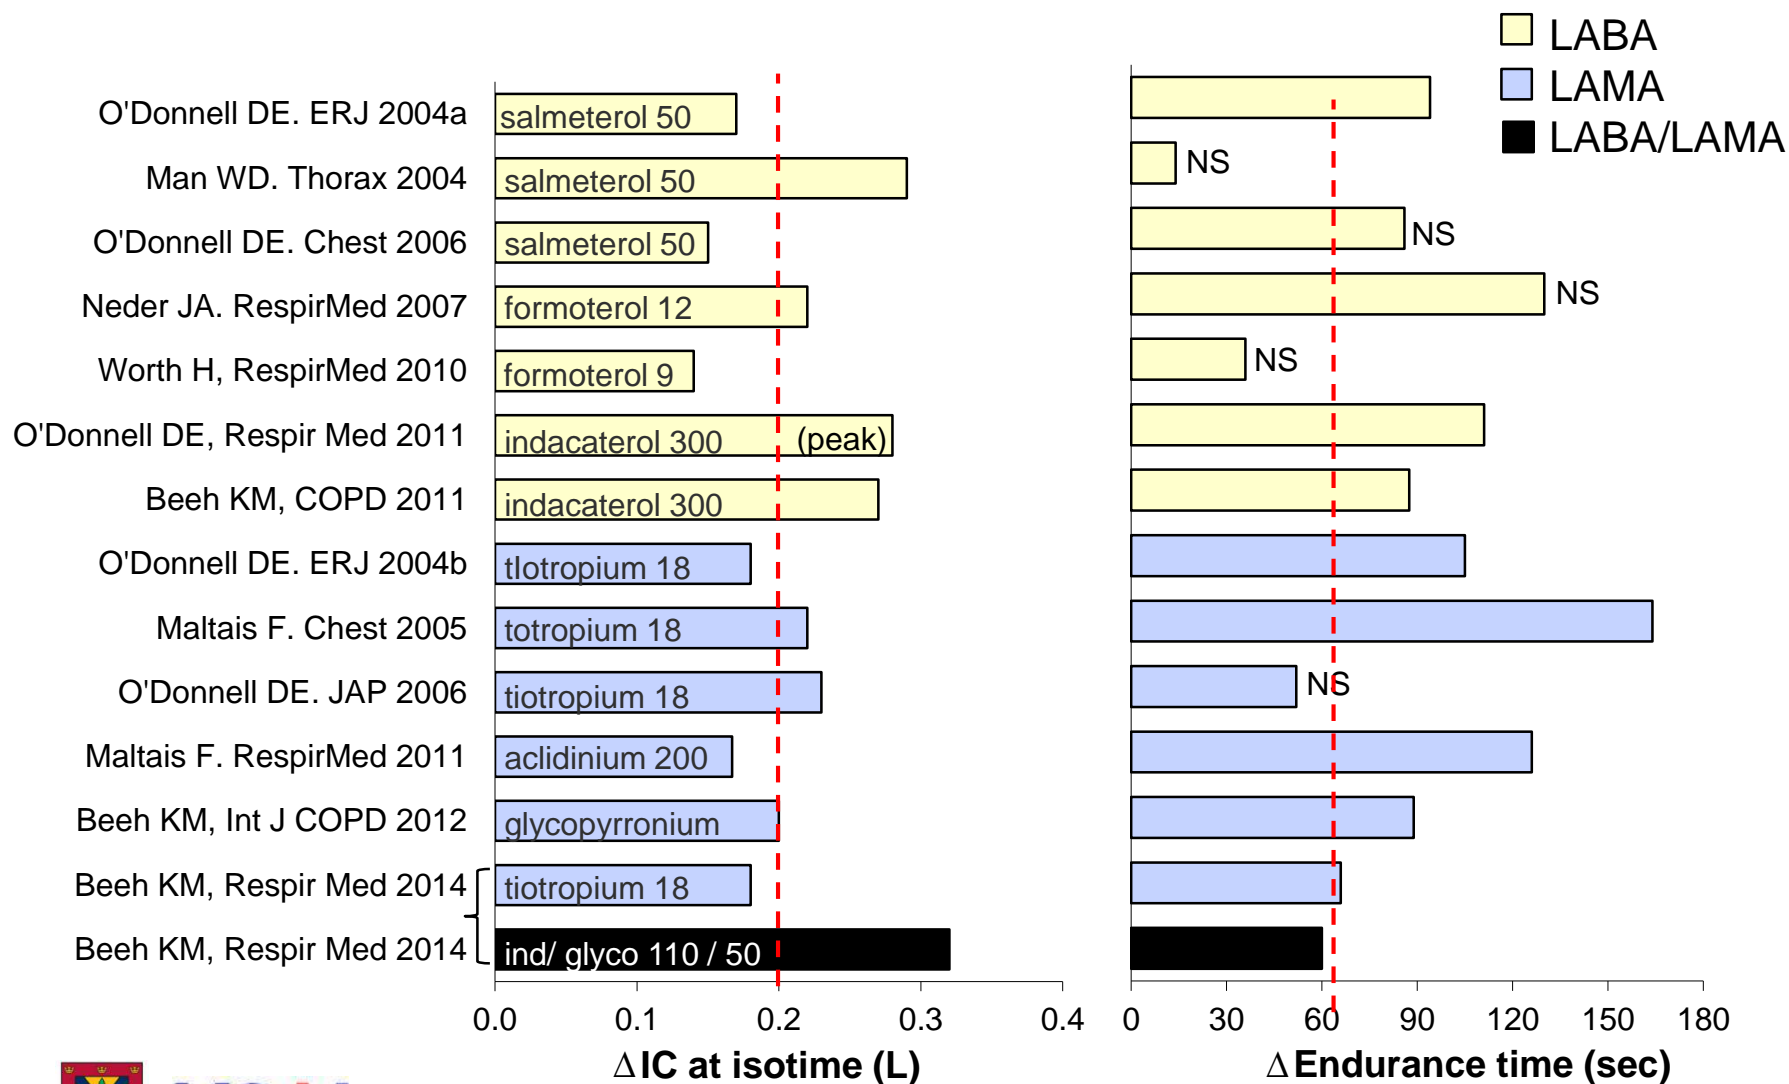 LABA
LAMA
LABA/LAMA
O'Donnell DE. ERJ 2004a
salmeterol 50
Man WD. Thorax 2004
salmeterol 50
NS
O'Donnell DE. Chest 2006
salmeterol 50
NS
Neder JA. RespirMed 2007
formoterol 12
NS
Worth H, RespirMed 2010
formoterol 9
NS
O'Donnell DE, Respir Med 2011
indacaterol 300 (peak)
Beeh KM, COPD 2011
indacaterol 300
O'Donnell DE. ERJ 2004b
tlotropium 18
Maltais F. Chest 2005
totropium 18
O'Donnell DE. JAP 2006
tiotropium 18
NS
Maltais F. RespirMed 2011
aclidinium 200
Beeh KM, Int J COPD 2012
glycopyrronium
Beeh KM, Respir Med 2014
tiotropium 18
Beeh KM, Respir Med 2014
ind/ glyco 110 / 50
0.0 0.1 0.2 0.3 0.4
0 30 60 90 120 150 180
Δ IC at isotime (L)
Δ Endurance time (sec)